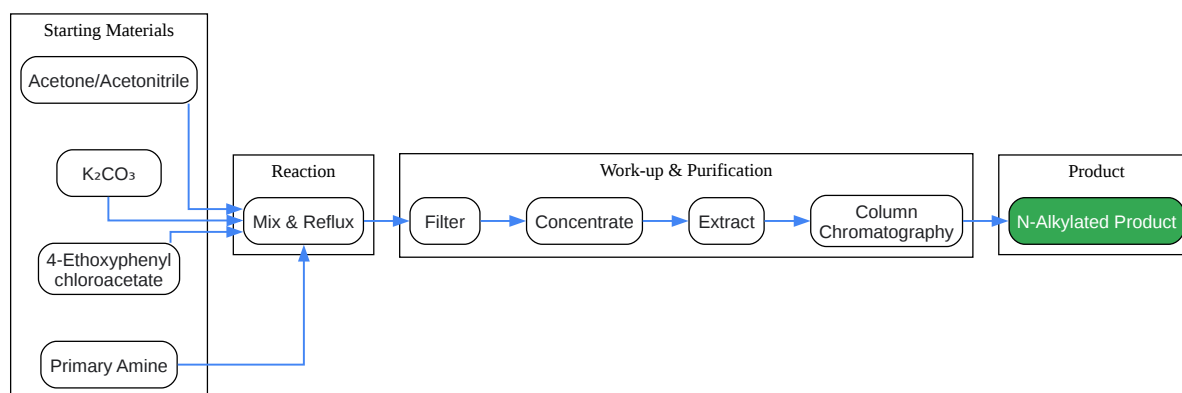 Starting Materials
Acetone/Acetonitrile
K₂CO₃
4-Ethoxyphenyl
chloroacetate
Primary Amine
Reaction
Mix & Reflux
Work-up & Purification
Filter
Concentrate
Extract
Column
Chromatography
Product
N-Alkylated Product